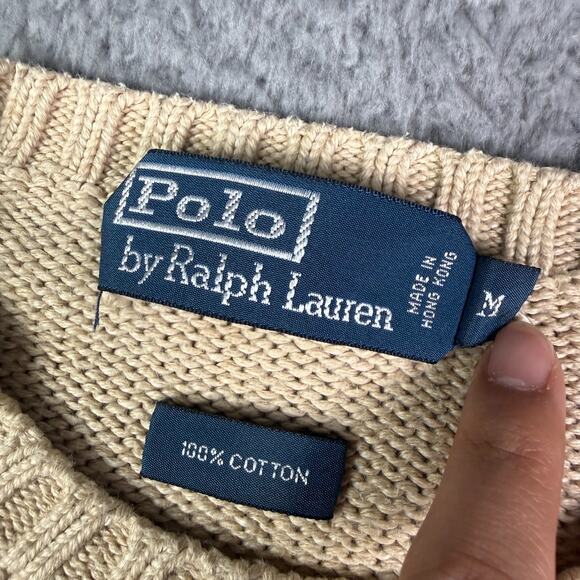 Polo
by Ralph Lauren
MADE IN
HONG KONG
M
100% COTTON